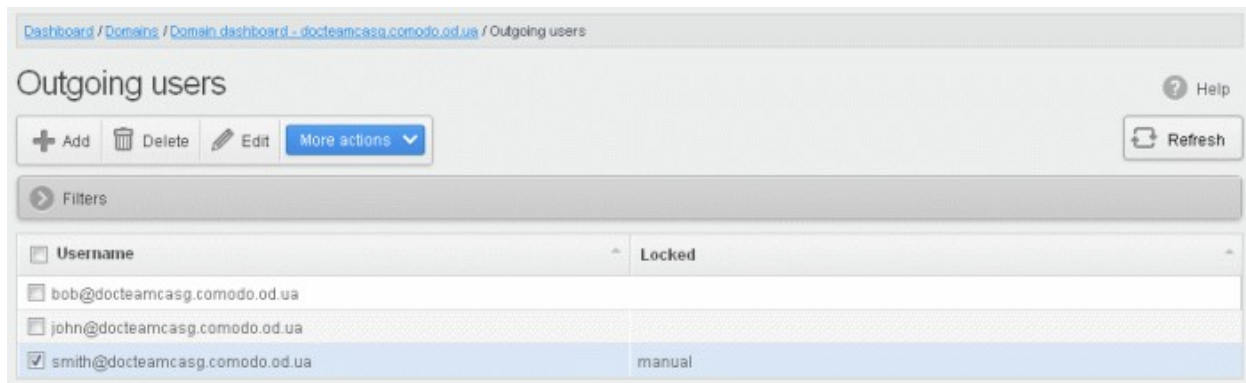 Dashboard / Domains / Domain dashboard - docteamcasg.comodo.od.ua / Outgoing users
Outgoing users
Help
Add Delete Edit More actions Refresh
Filters
Username Locked
bob@docteamcasg.comodo.od.ua
john@docteamcasg.comodo.od.ua
smith@docteamcasg.comodo.od.ua manual